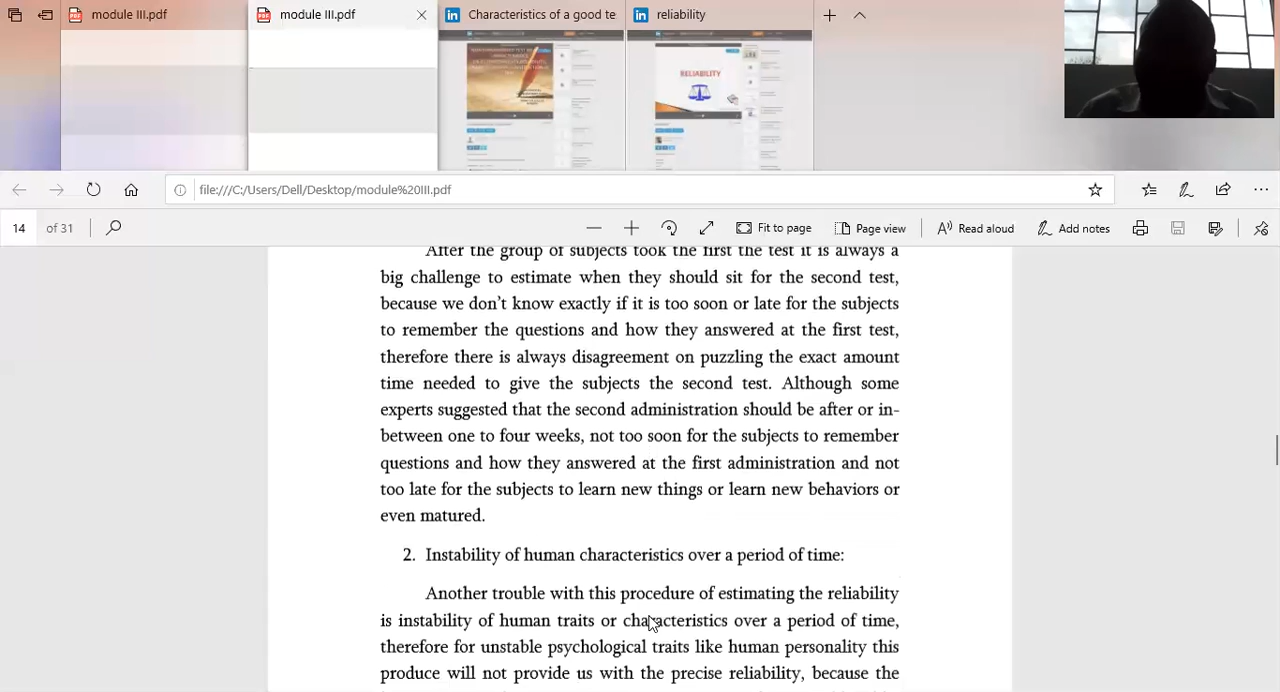 module III.pdf
module III.pdf
Characteristics of a good te
reliability
RELIABILITY
file:///C:/Users/Dell/Desktop/module%20III.pdf
14 of 31
Fit to page
Page view
Read aloud
Add notes
After the group of subjects took the first the test it is always a
big challenge to estimate when they should sit for the second test,
because we don't know exactly if it is too soon or late for the subjects
to remember the questions and how they answered at the first test,
therefore there is always disagreement on puzzling the exact amount
time needed to give the subjects the second test. Although some
experts suggested that the second administration should be after or in-
between one to four weeks, not too soon for the subjects to remember
questions and how they answered at the first administration and not
too late for the subjects to learn new things or learn new behaviors or
even matured.
2. Instability of human characteristics over a period of time:
Another trouble with this procedure of estimating the reliability
is instability of human traits or characteristics over a period of time,
therefore for unstable psychological traits like human personality this
produce will not provide us with the precise reliability, because the